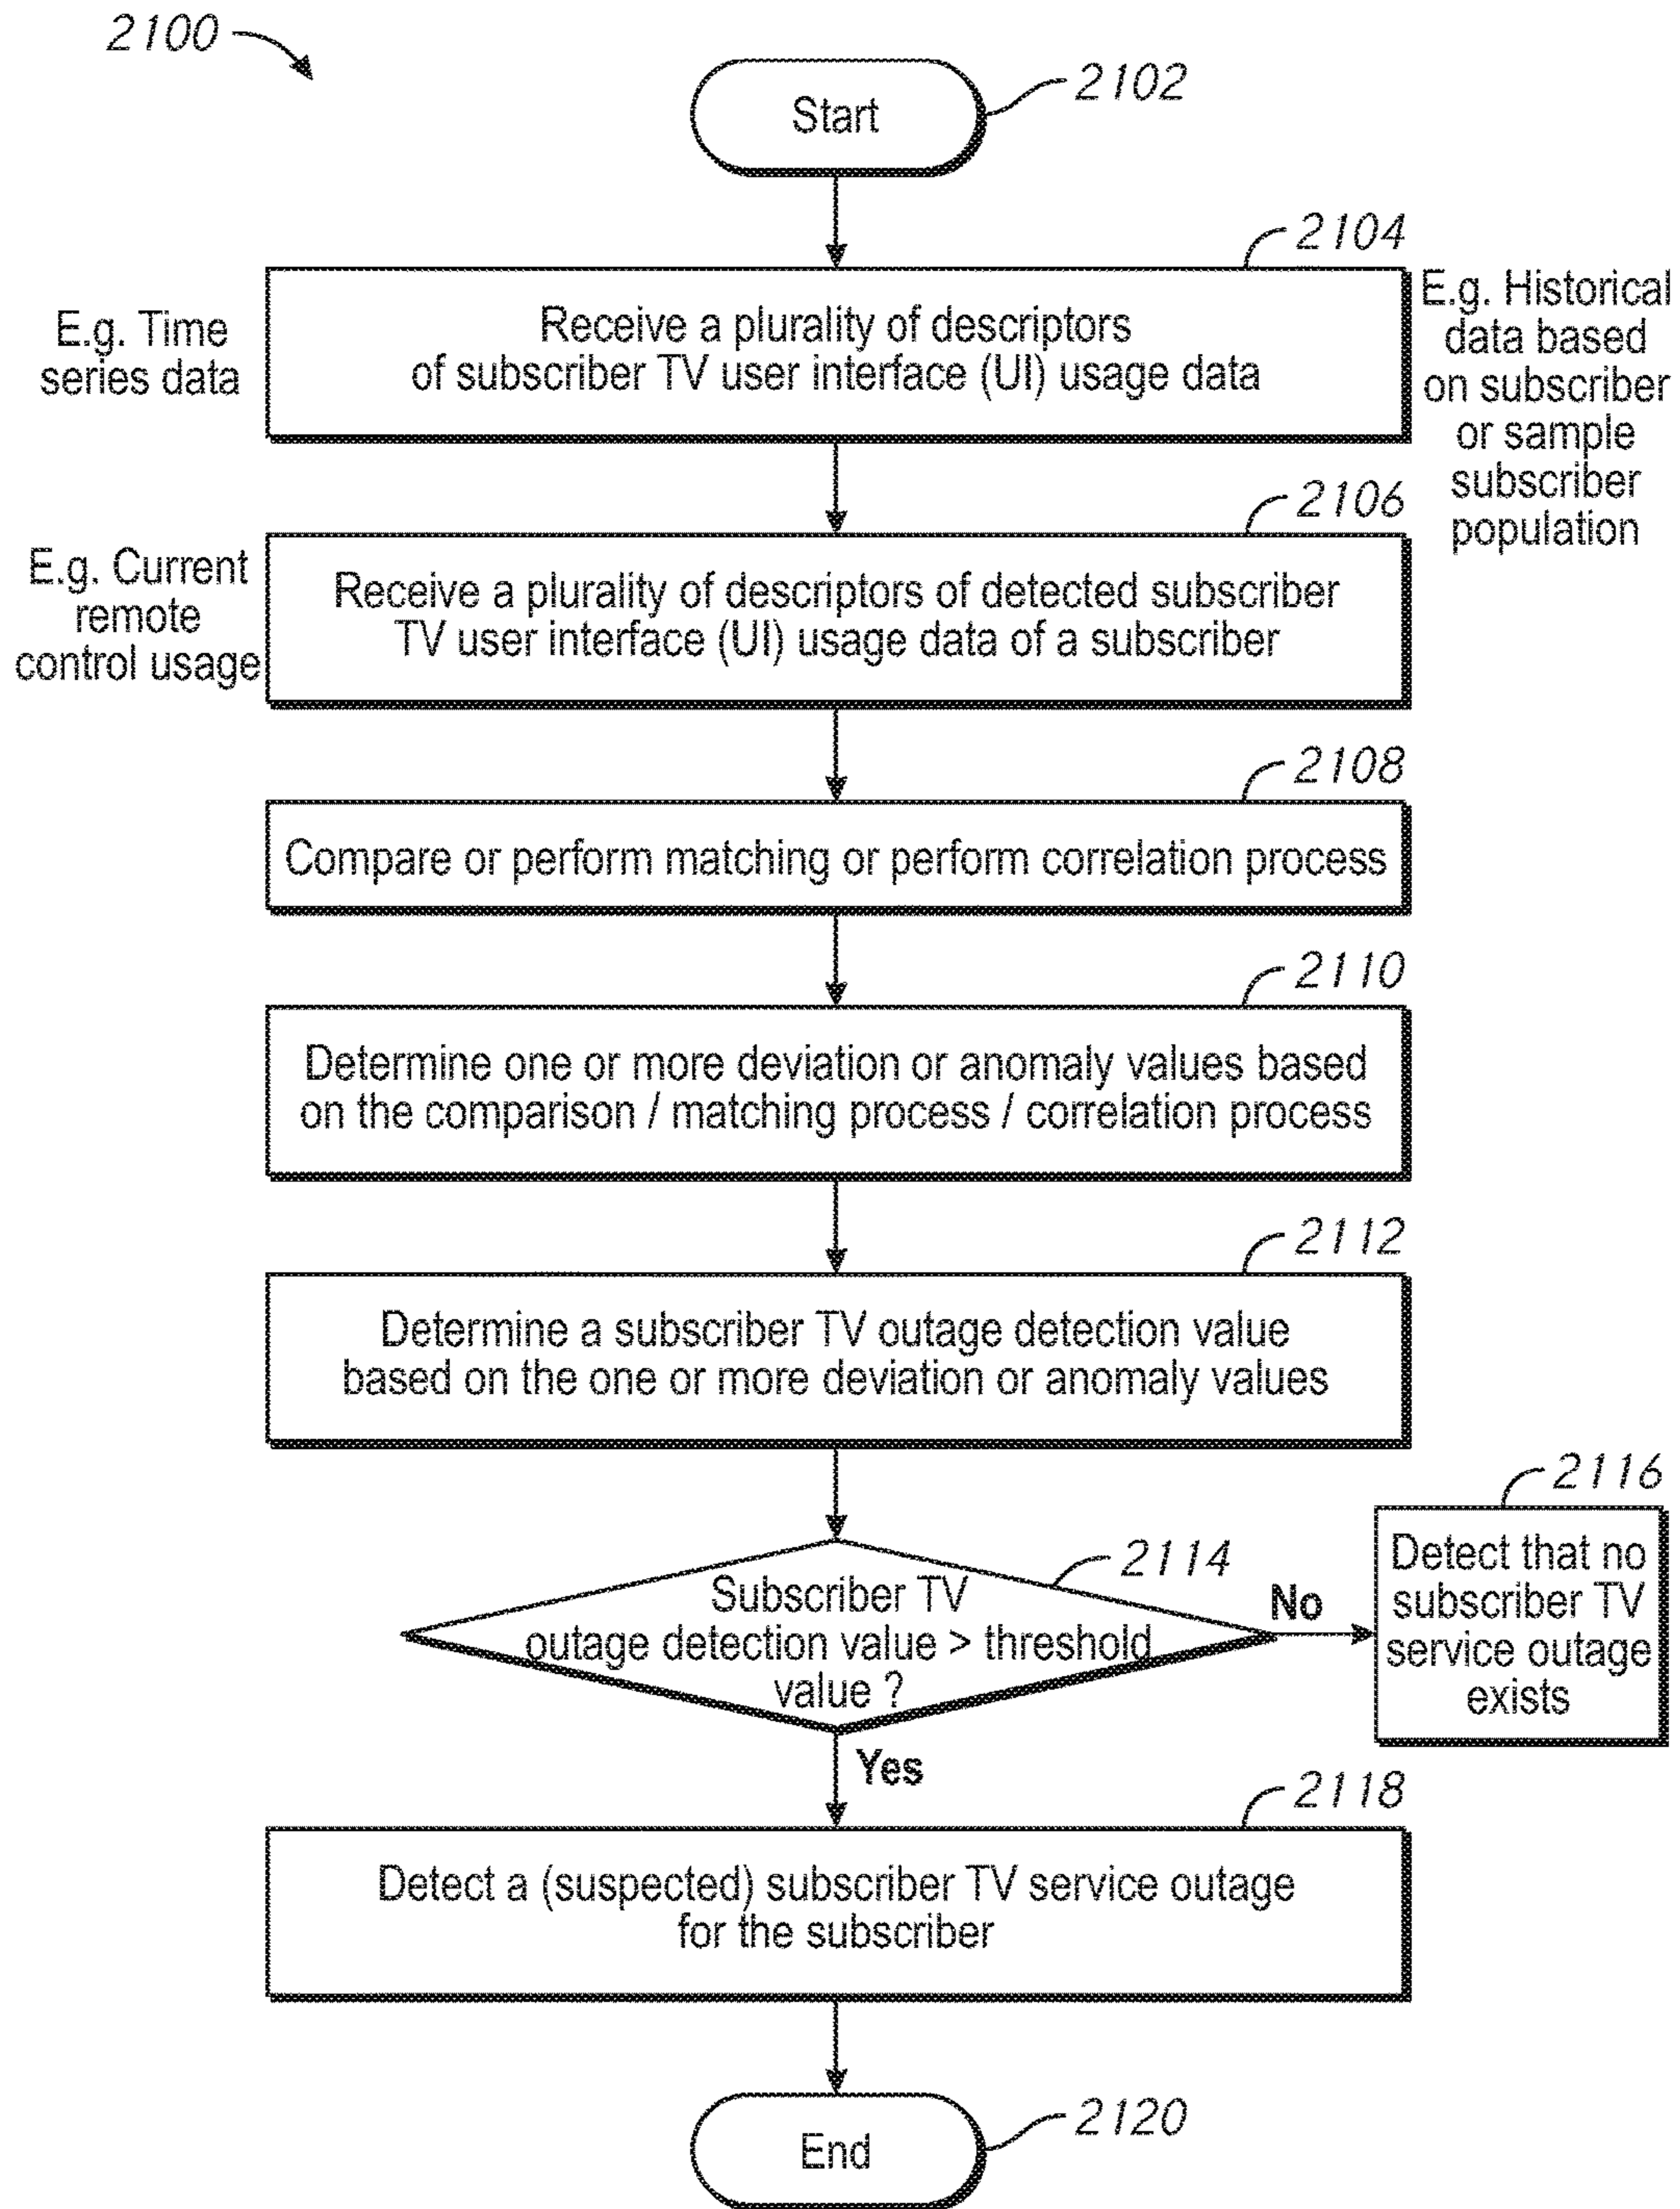 2100
Start
2102
2104
E.g. Time
series data
Receive a plurality of descriptors
of subscriber TV user interface (UI) usage data
E.g. Historical
data based
on subscriber
or sample
subscriber
population
2106
E.g. Current
remote
control usage
Receive a plurality of descriptors of detected subscriber
TV user interface (UI) usage data of a subscriber
2108
Compare or perform matching or perform correlation process
2110
Determine one or more deviation or anomaly values based
on the comparison / matching process / correlation process
2112
Determine a subscriber TV outage detection value
based on the one or more deviation or anomaly values
2114
Subscriber TV
outage detection value > threshold
value ?
No
2116
Detect that no
subscriber TV
service outage
exists
Yes
2118
Detect a (suspected) subscriber TV service outage
for the subscriber
End
2120